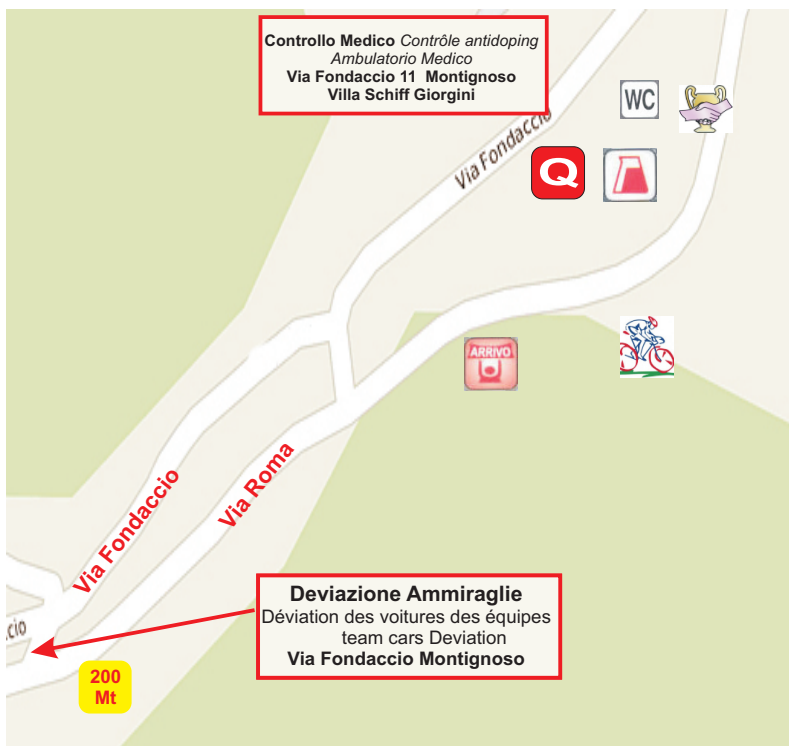 Controllo Medico Contrôle antidoping
Ambulatorio Medico
Via Fondaccio 11 Montignoso
Villa Schiff Giorgini
WC
Via Fondaccio
Q
ARRIVO
Via Fondaccio
Via Roma
Deviazione Ammiraglie
Déviation des voitures des équipes
team cars Deviation
Via Fondaccio Montignoso
ccio
200
Mt